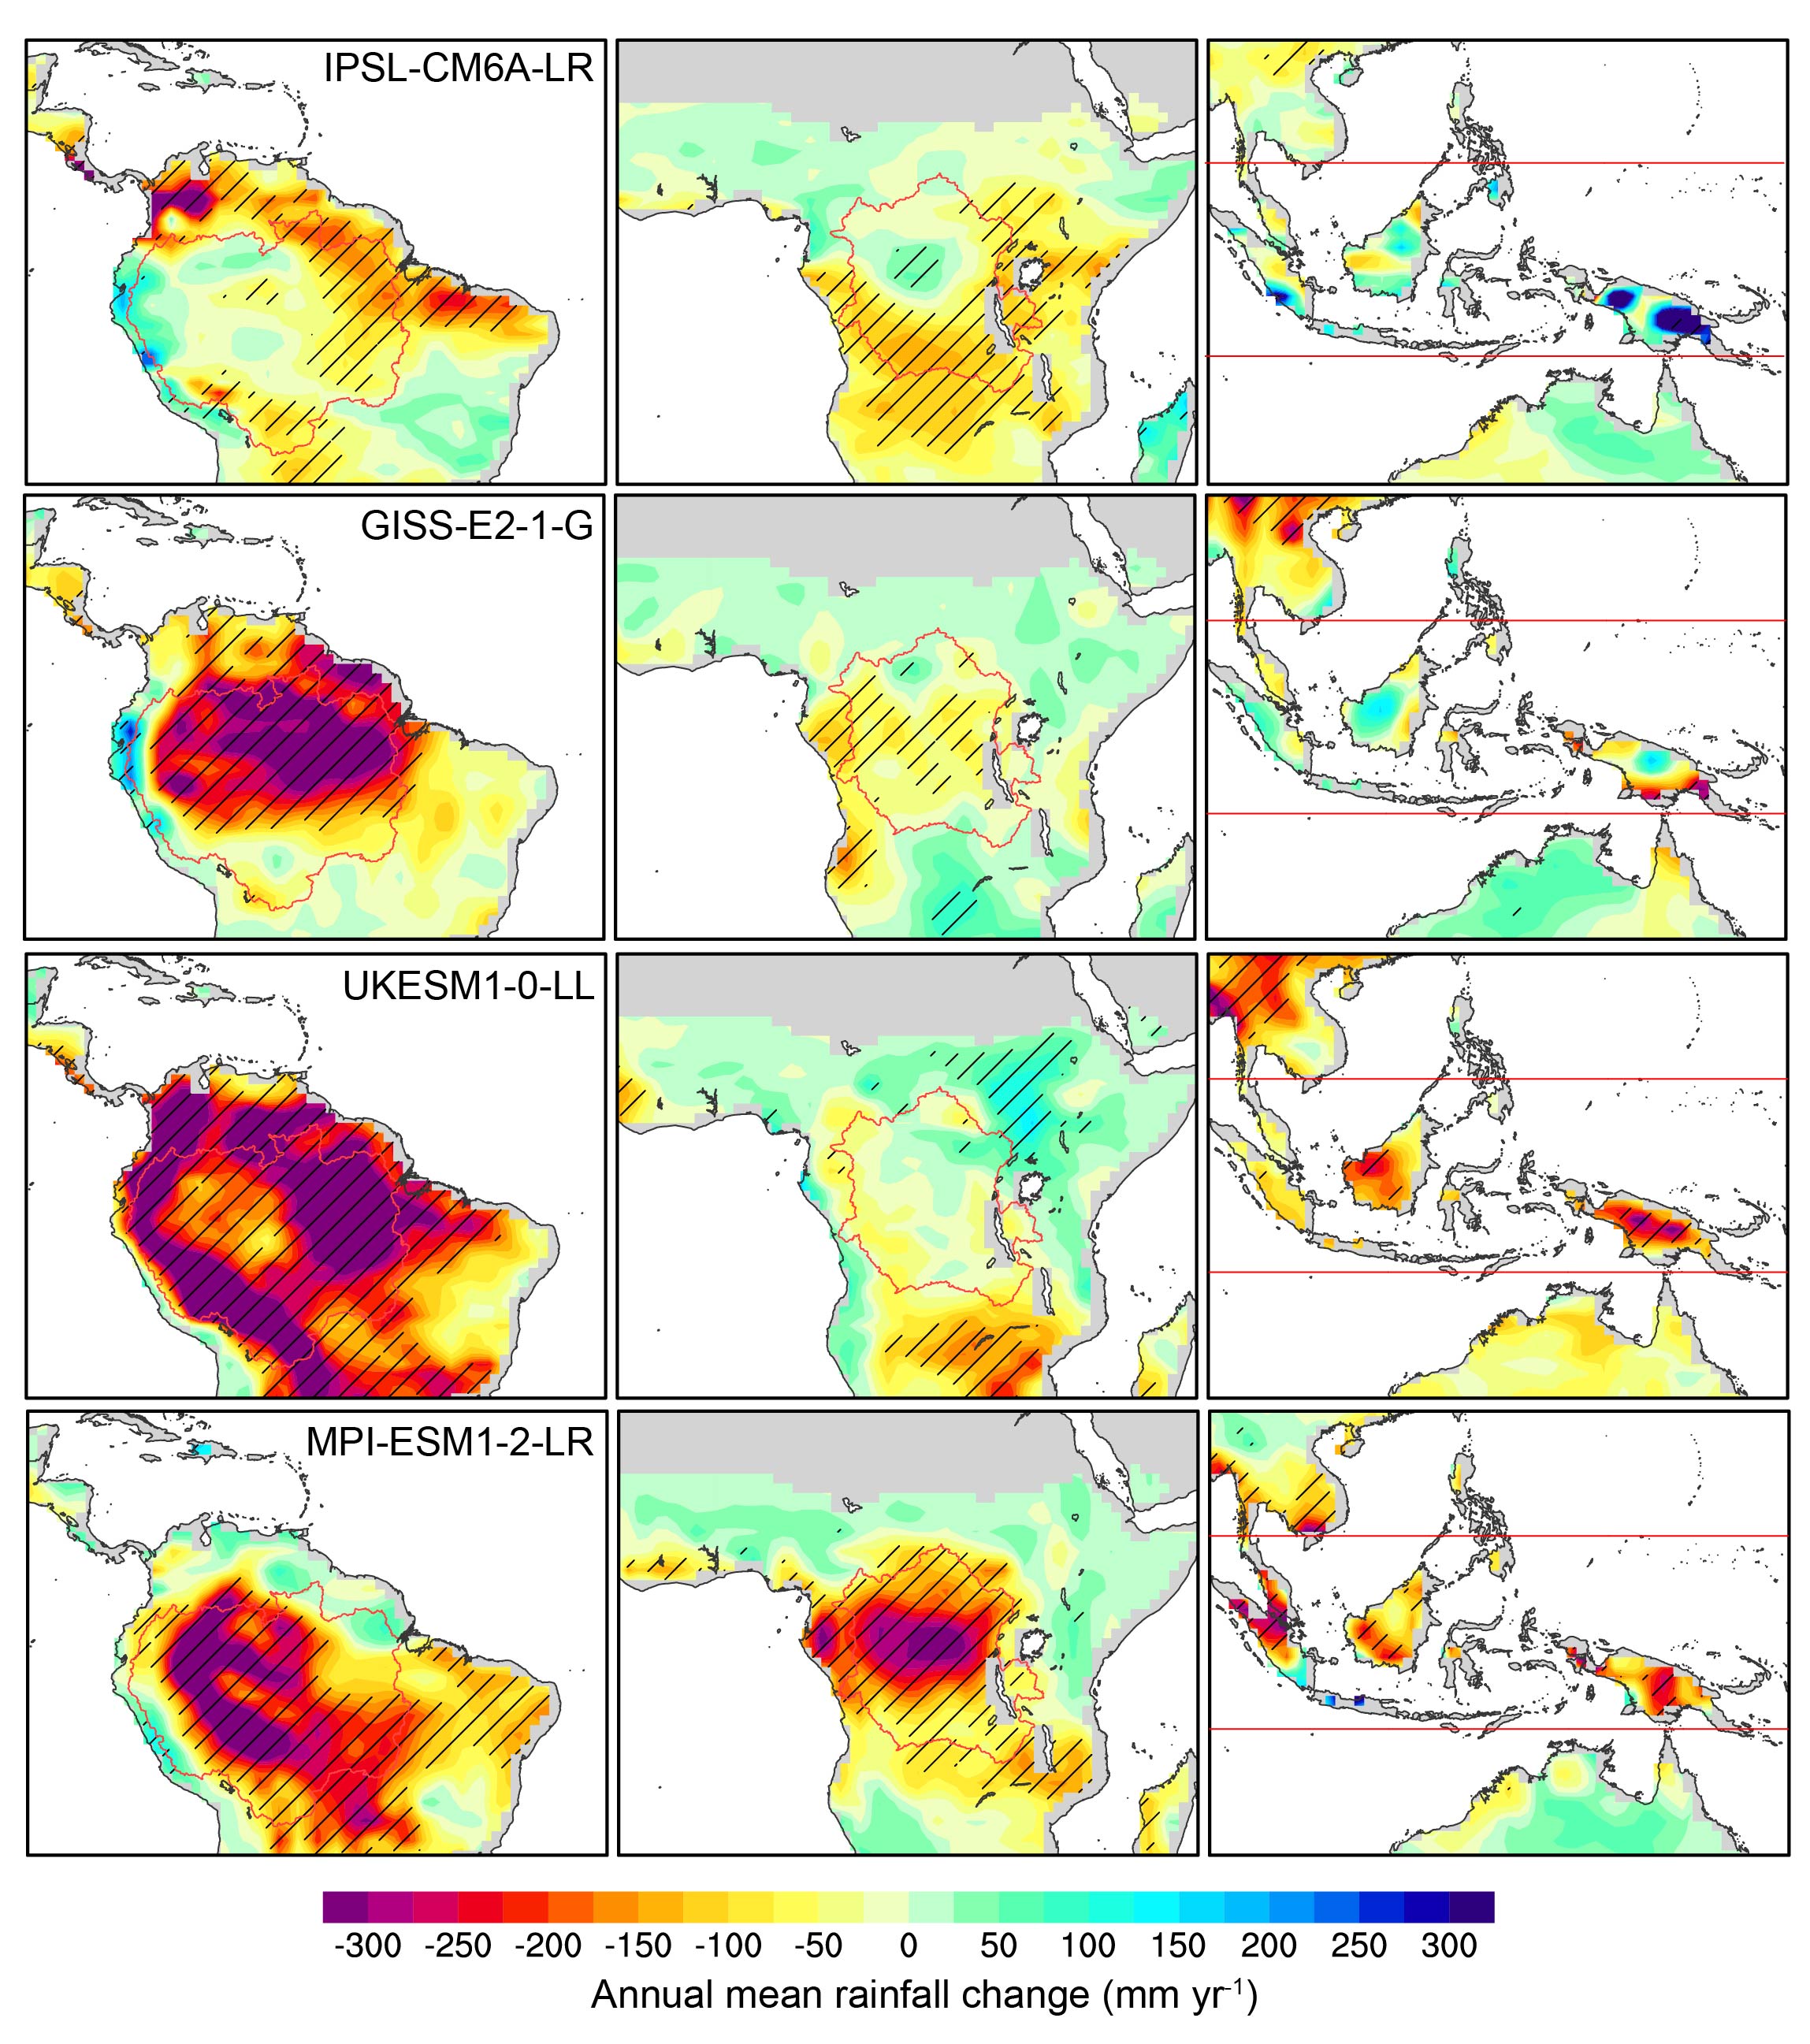 IPSL-CM6A-LR
GISS-E2-1-G
UKESM1-0-LL
MPI-ESM1-2-LR
-300 -250 -200 -150 -100 -50 0 50 100 150 200 250 300
Annual mean rainfall change (mm yr⁻¹)